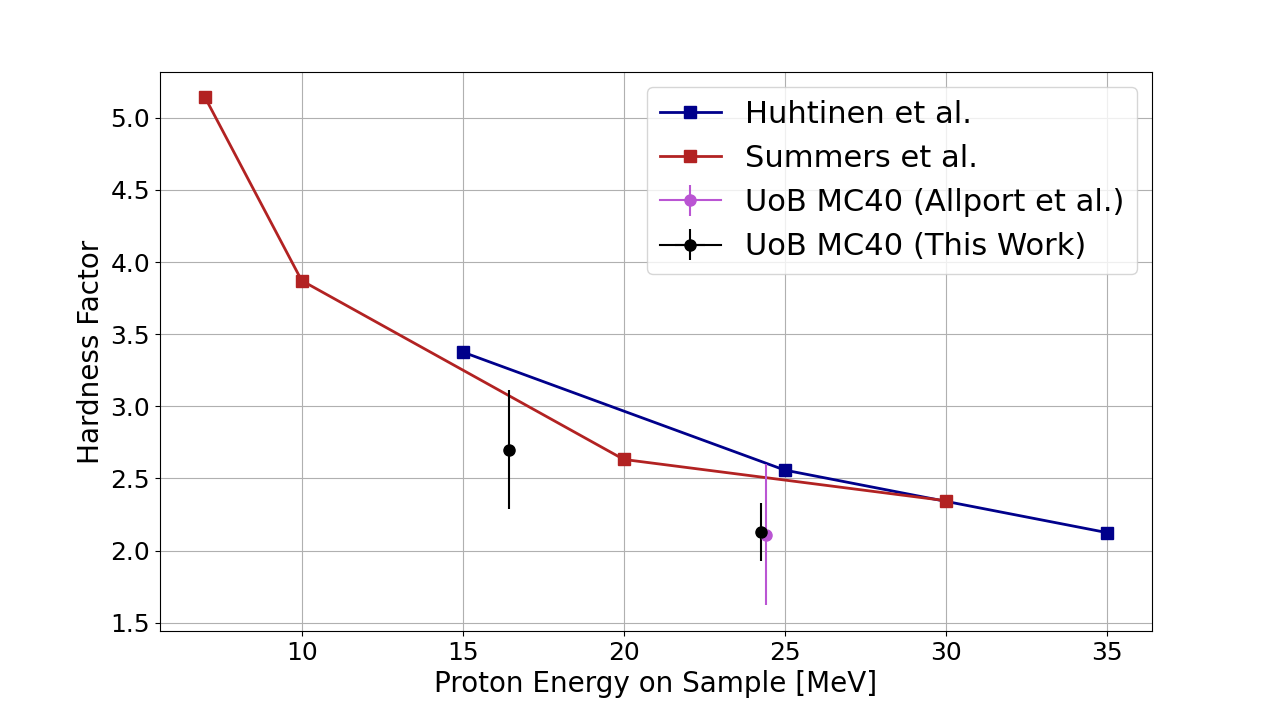 Hardness Factor
5.0
4.5
4.0
3.5
3.0
2.5
2.0
1.5
Huhtinen et al.
Summers et al.
UoB MC40 (Allport et al.)
UoB MC40 (This Work)
10 15 20 25 30 35
Proton Energy on Sample [MeV]